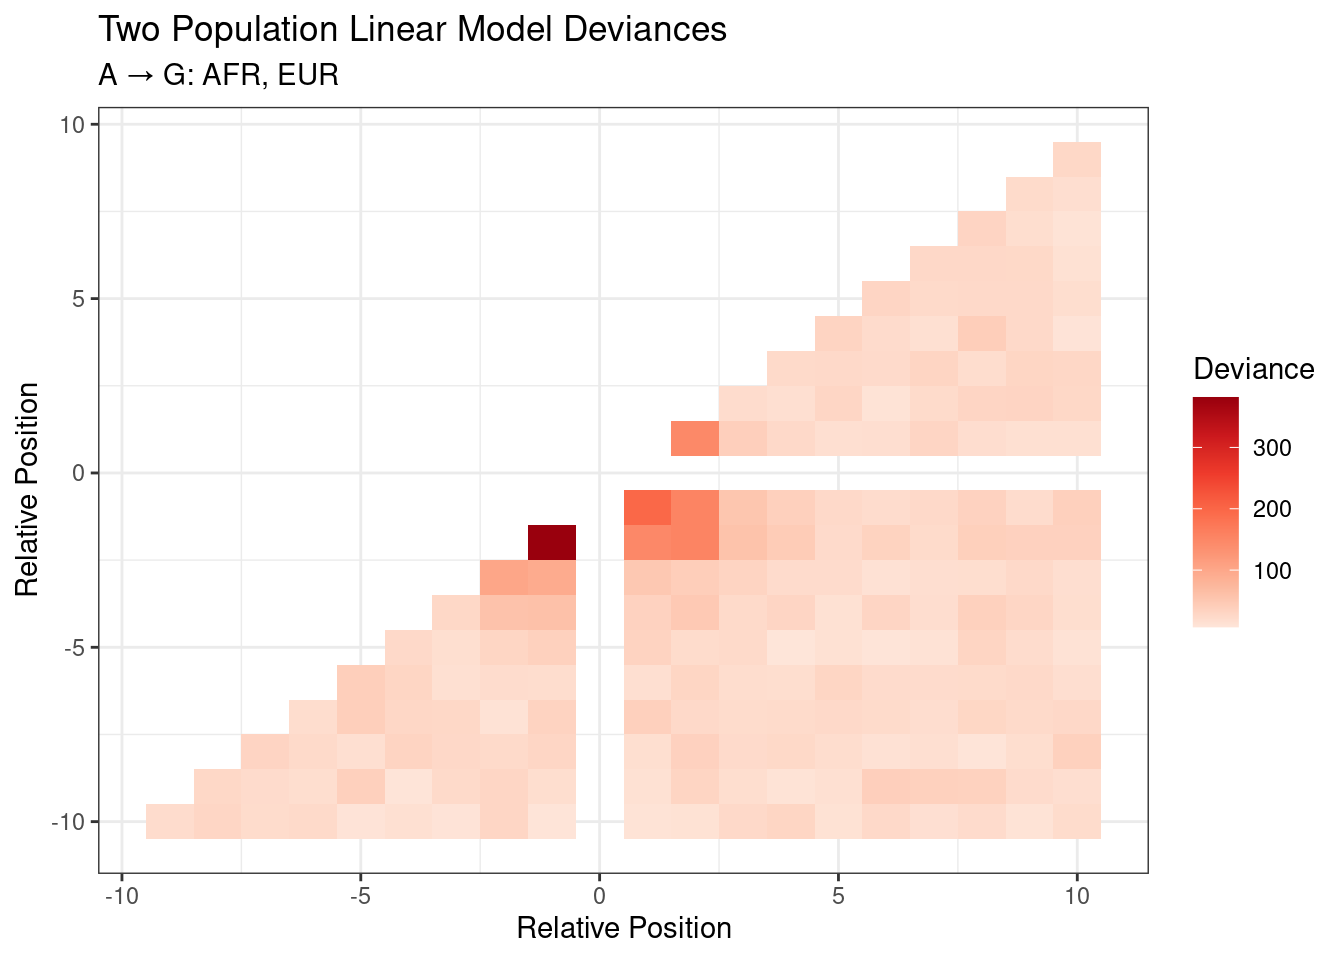 Two Population Linear Model Deviances
A → G: AFR, EUR
10
5
0
-5
-10
Relative Position
-10
-5
0
5
10
Relative Position
Deviance
300
200
100